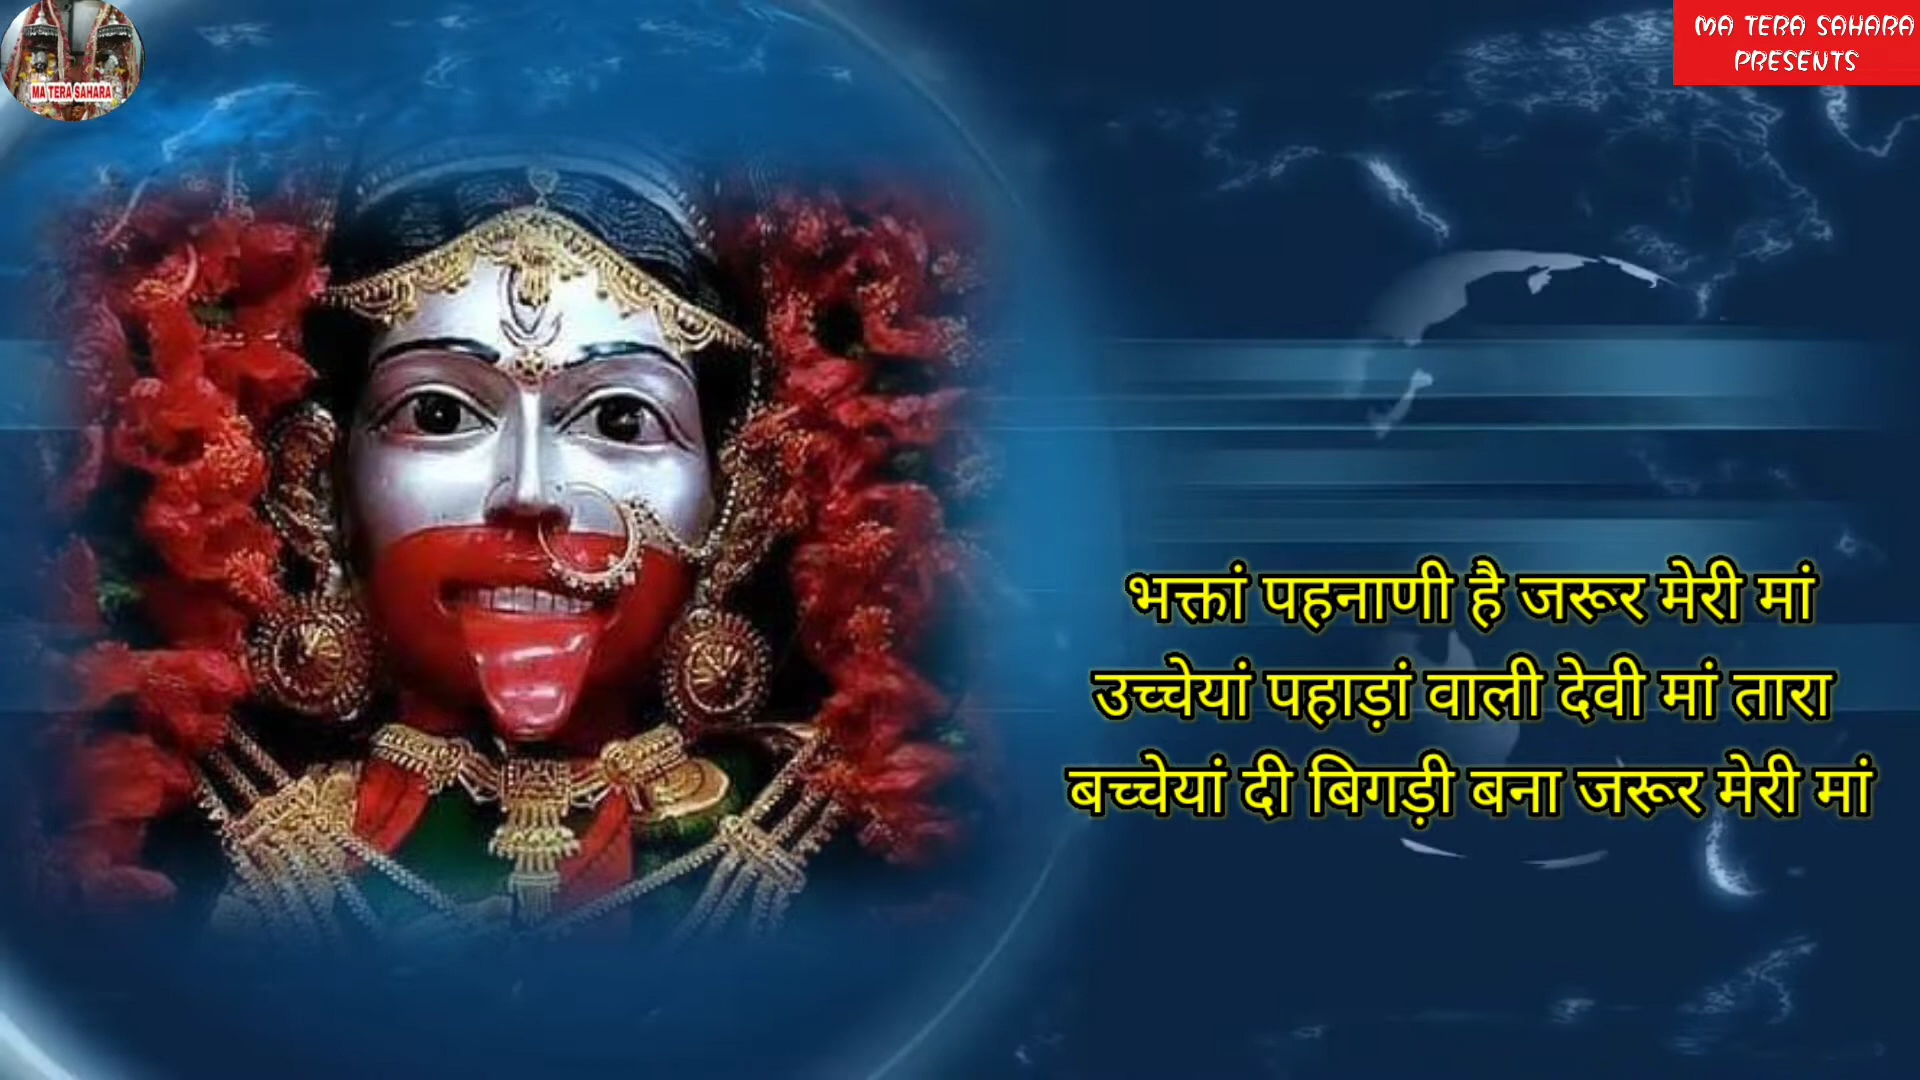 MA TERA SAHARA
MA TERA SAHARA
PRESENTS
भक्तां पहनाणी है जरूर मेरी मां
उच्चेयां पहाड़ां वाली देवी मां तारा
बच्चेयां दी बिगड़ी बना जरूर मेरी मां